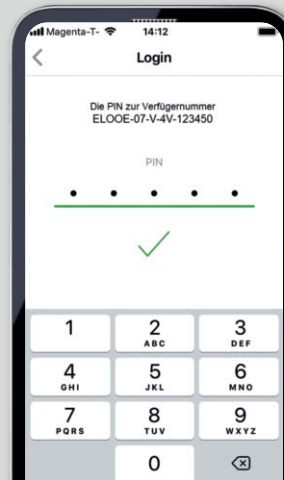 Magenta-T- 14:12
Login
Die PIN zur Verfügernummer
ELOOE-07-V-4V-123450
PIN
1 2 3
ABC DEF
4 5 6
GHI JKL MNO
7 8 9
PQRS TUV WXYZ
0